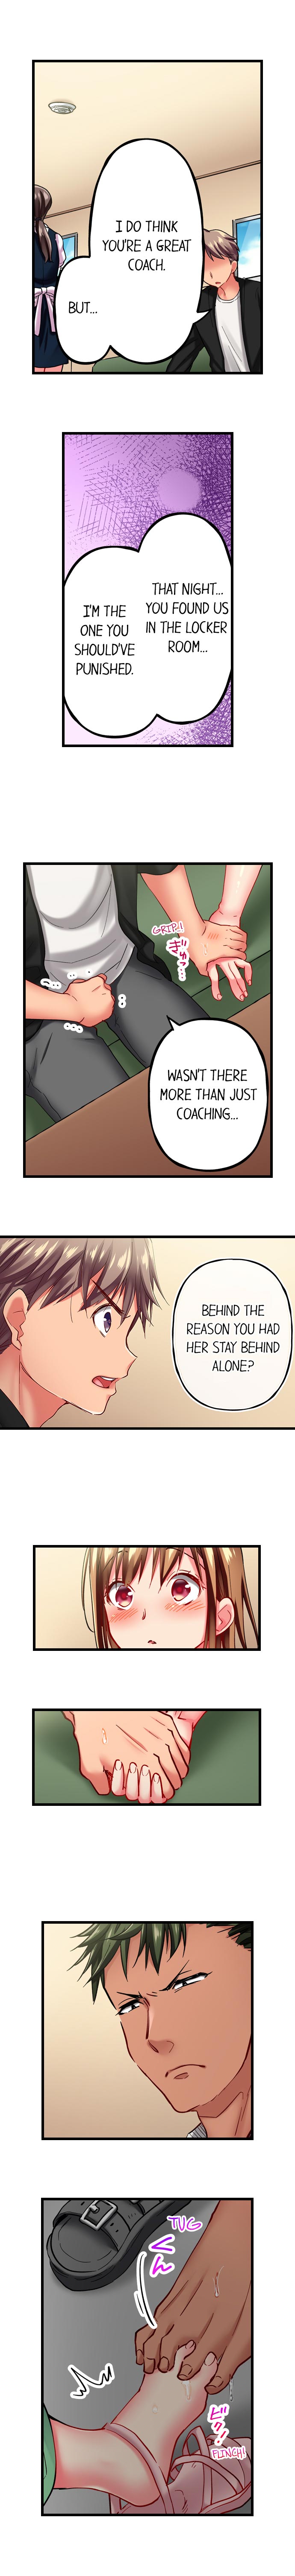 I DO THINK
YOU'RE A GREAT
COACH.
BUT...
THAT NIGHT...
YOU FOUND US
IN THE LOCKER
ROOM...
I'M THE
ONE YOU
SHOULD'VE
PUNISHED.
GRIP!
ぎゅっ…
WASN'T THERE
MORE THAN JUST
COACHING...
BEHIND THE
REASON YOU HAD
HER STAY BEHIND
ALONE?
TUG
くん
ビクッ!
FLINCH!